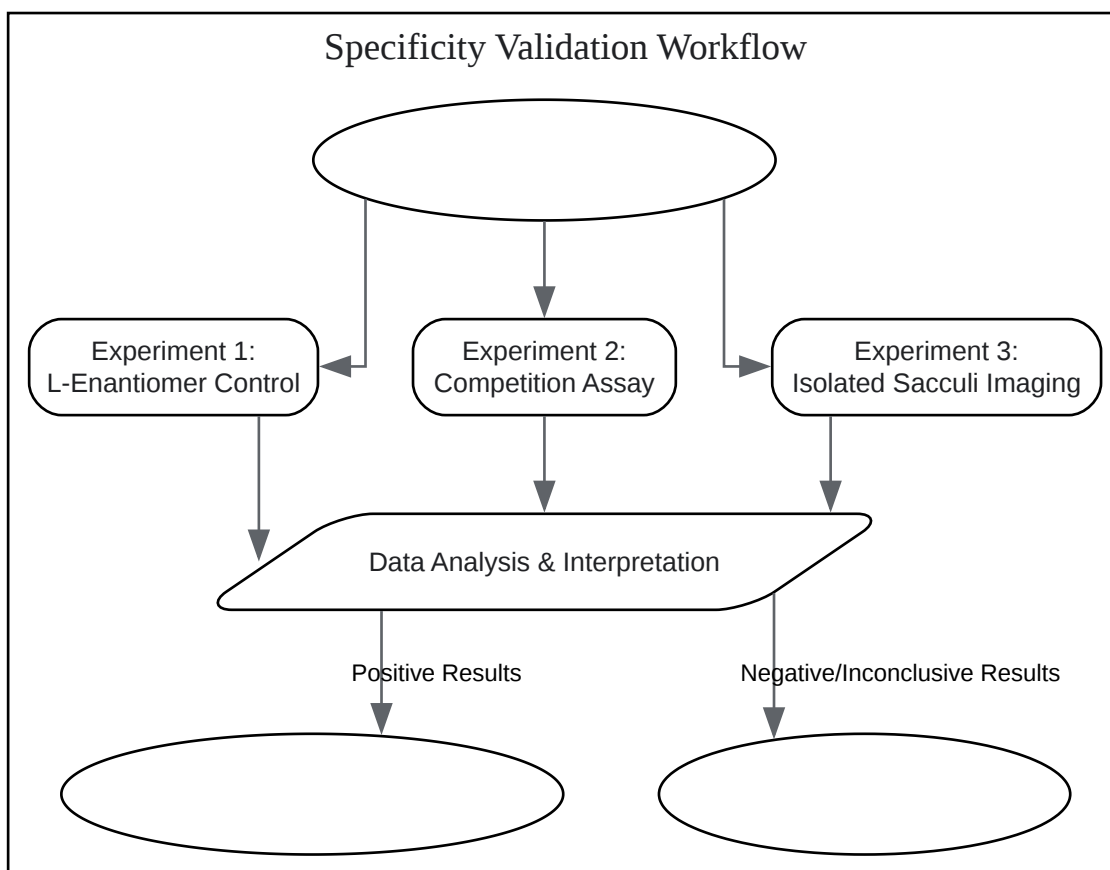 Specificity Validation Workflow
Experiment 1:
L-Enantiomer Control
Experiment 2:
Competition Assay
Experiment 3:
Isolated Sacculi Imaging
Data Analysis & Interpretation
Positive Results
Negative/Inconclusive Results